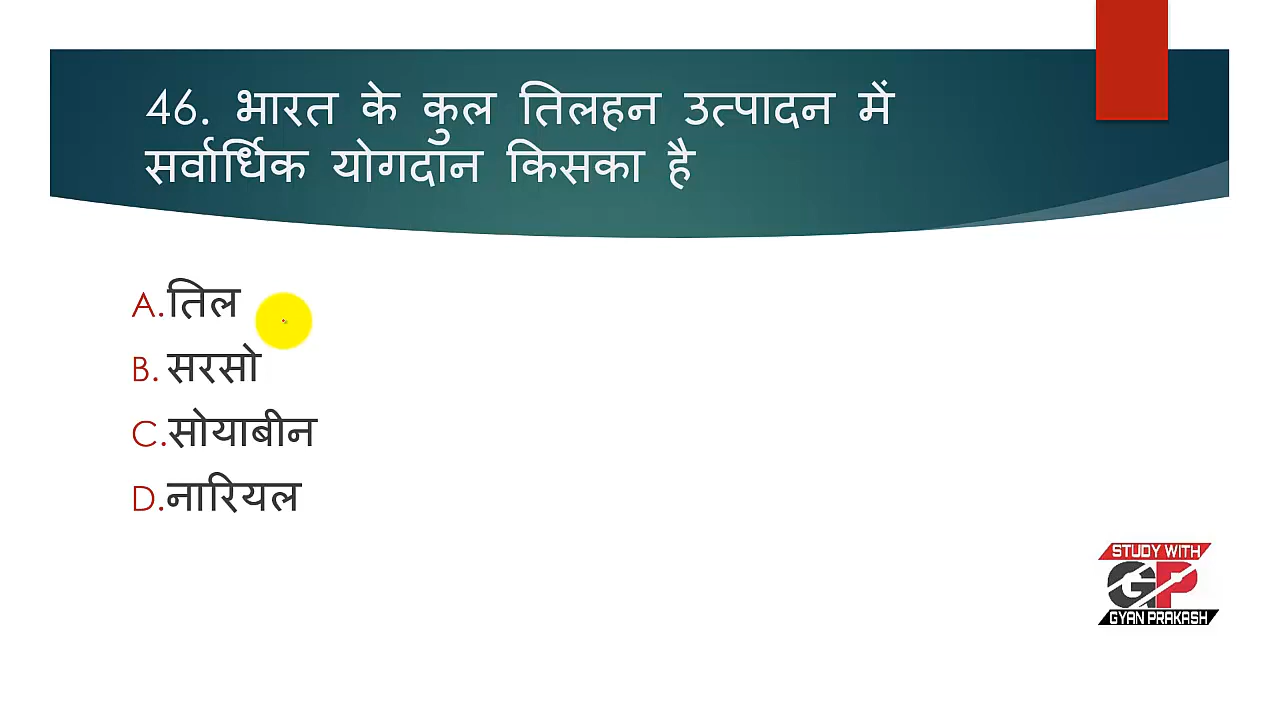 46. भारत के कुल तिलहन उत्पादन में
सर्वार्धिक योगदान किसका है
A.तिल
B. सरसो
C.सोयाबीन
D.नारियल
STUDY WITH
GP
GYAN PRAKASH